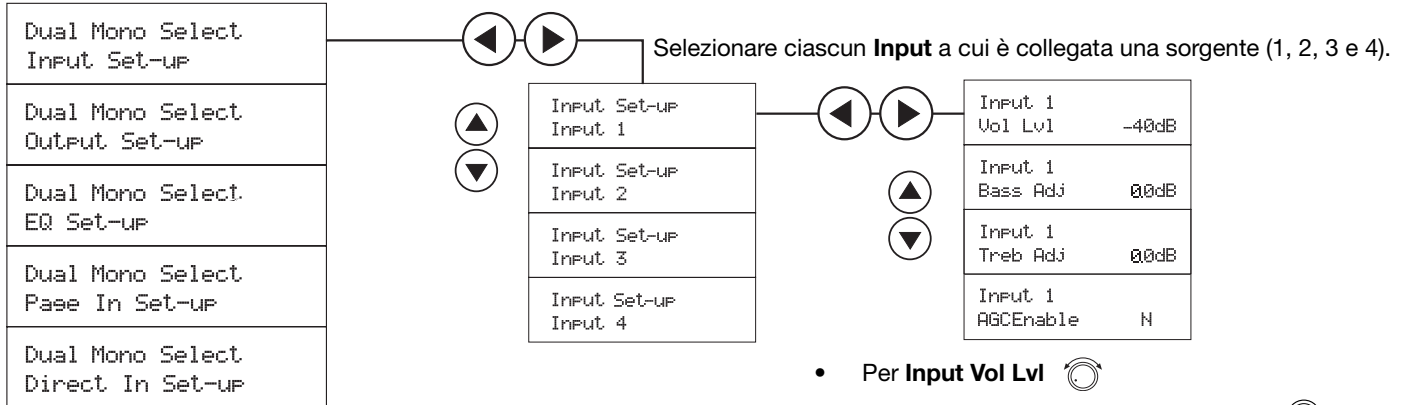 Dual Mono Select
Input Set-up
Dual Mono Select
Output Set-up
Dual Mono Select
EQ Set-up
Dual Mono Select
Page In Set-up
Dual Mono Select
Direct In Set-up
Selezionare ciascun Input a cui è collegata una sorgente (1, 2, 3 e 4).
Input Set-up
Input 1
Input Set-up
Input 2
Input Set-up
Input 3
Input Set-up
Input 4
Input 1
Vol Lvl -40dB
Input 1
Bass Adj 0.0dB
Input 1
Treb Adj 0.0dB
Input 1
AGCEnable N
• Per Input Vol Lvl